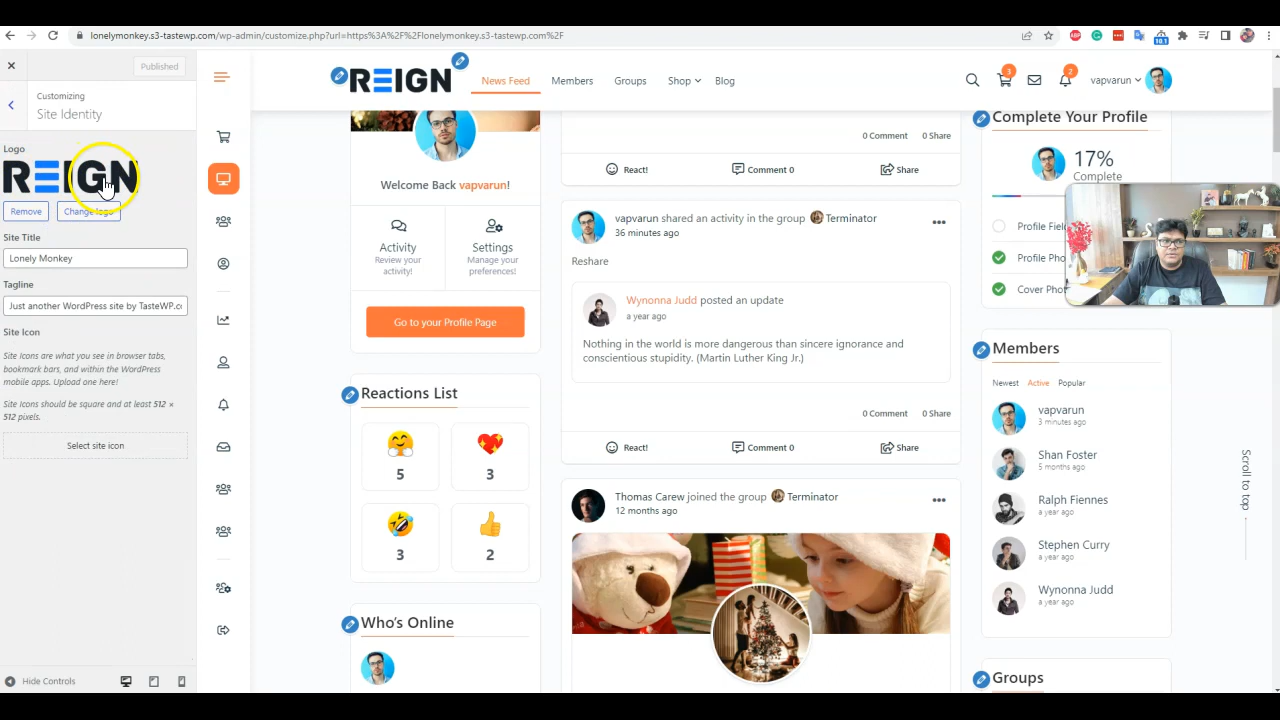 lonelymonkey.s3-tastewp.com/wp-admin/customize.php?url=https%3A%2F%2Flonelymonkey.s3-tastewp.com%2F
10.1
Published
Customizing
Site Identity
Logo
REIGN
Remove
Change logo
Site Title
Lonely Monkey
Tagline
Just another WordPress site by TasteWP.cc
Site Icon
Site Icons are what you see in browser tabs,
bookmark bars, and within the WordPress
mobile apps. Upload one here!
Site Icons should be square and at least 512 ×
512 pixels.
Select site icon
Hide Controls
REIGN
News Feed
Members
Groups
Shop
Blog
3
2
vapvarun
Welcome Back vapvarun!
Activity
Review your
activity!
Settings
Manage your
preferences!
Go to your Profile Page
Reactions List
5
3
3
2
Who's Online
0 Comment 0 Share
React!
Comment 0
Share
vapvarun shared an activity in the group Terminator
36 minutes ago
Reshare
Wynonna Judd posted an update
a year ago
Nothing in the world is more dangerous than sincere ignorance and
conscientious stupidity. (Martin Luther King Jr.)
0 Comment 0 Share
React!
Comment 0
Share
Thomas Carew joined the group Terminator
12 months ago
Complete Your Profile
17%
Complete
Profile Fiel
Profile Pho
Cover Phot
Members
Newest Active Popular
vapvarun
3 minutes ago
Shan Foster
5 months ago
Ralph Fiennes
a year ago
Stephen Curry
a year ago
Wynonna Judd
a year ago
Groups
Scroll to top